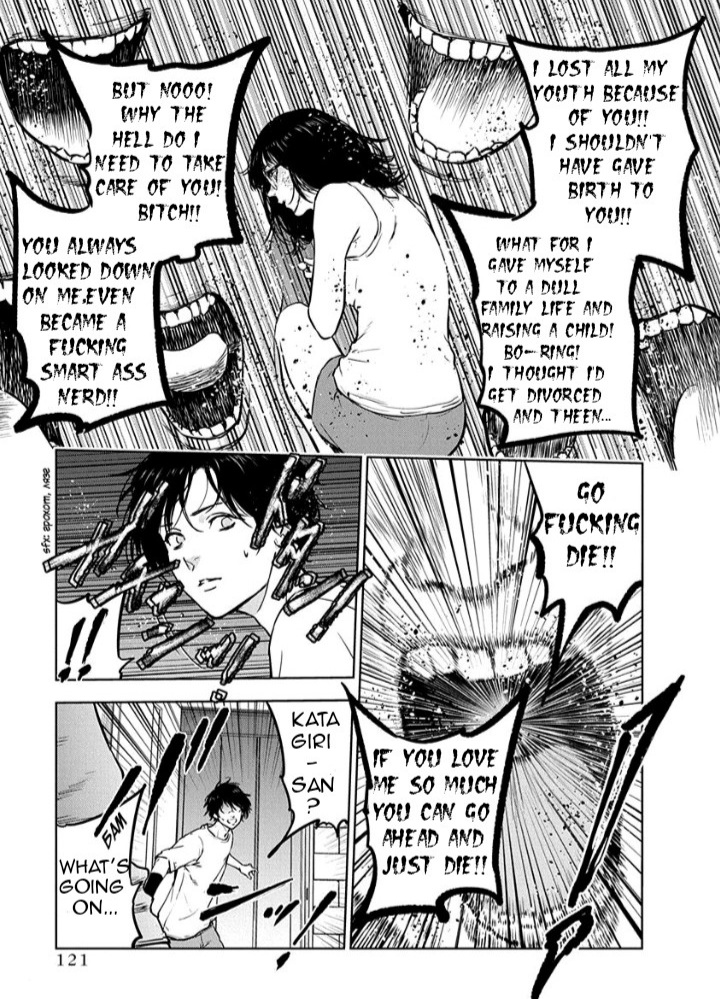 I LOST ALL MY
YOUTH BECAUSE
OF YOU!!
I SHOULDN'T
HAVE GAVE
BIRTH TO
YOU!!
WHAT FOR I
GAVE MYSELF
TO A DULL
FAMILY LIFE AND
RAISING A CHILD!
BO-RING!
I THOUGHT I'D
GET DIVORCED
AND THEEN...
BUT NOOO!
WHY THE
HELL DO I
NEED TO TAKE
CARE OF YOU!
BITCH!!
YOU ALWAYS
LOOKED DOWN
ON ME.EVEN
BECAME A
FUCKING
SMART ASS
NERD!!
GO
FUCKING
DIE!!
IF YOU LOVE
ME SO MUCH
YOU CAN GO
AHEAD AND
JUST DIE!!
sfx: грохот, лязг
!!
KATA
GIRI
-
SAN
?
БАМ
WHAT'S
GOING
ON...
121